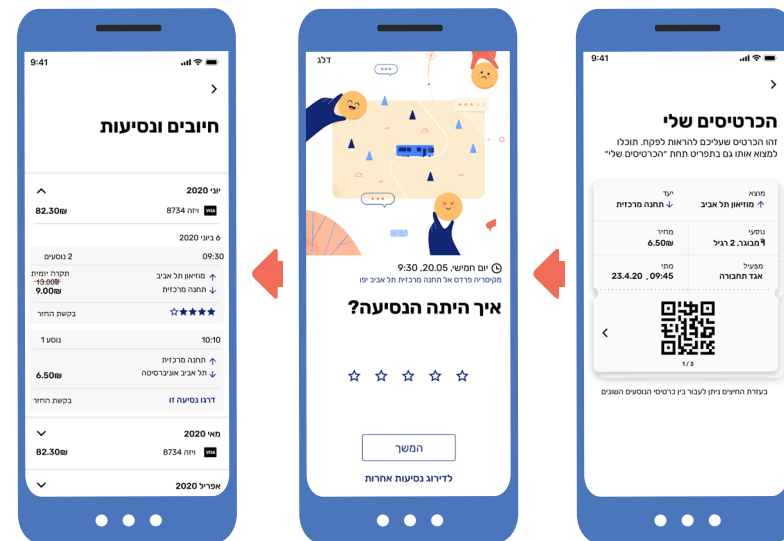 9:41
הכרטיסים שלי
זהו הכרטיס שעליכם להראות לפקח. תוכלו
למצוא אותו גם בתפריט תחת "הכרטיסים שלי"
מוצא
יעד
מוזיאון תל אביב
תחנה מרכזית
נוסעי
מחיר
מבוגר, 2 רגיל
6.50₪
מפעיל
מתי
אגד תחבורה
23.4.20 , 09:45
1/3
בעזרת החיצים ניתן לעבור בין כרטיסי הנוסעים השונים
דלג
יום חמישי, 20.05, 9:30
מקיסריה פרדס אל תחנה מרכזית תל אביב יפו
איך היתה הנסיעה?
המשך
לדירוג נסיעות אחרות
9:41
חיובים ונסיעות
יוני 2020
VISA ויזה 8734 82.30₪
6 ביוני 2020
09:30 2 נוסעים
מוזיאון תל אביב תקרה יומית
13.00₪
תחנה מרכזית 9.00₪
בקשת החזר
10:10 נוסע 1
תחנה מרכזית
תל אביב אוניברסיטה 6.50₪
דרגו נסיעה זו בקשת החזר
מאי 2020
VISA ויזה 8734 82.30₪
אפריל 2020